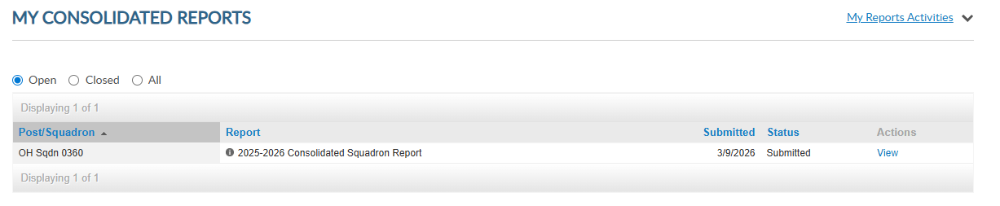 MY CONSOLIDATED REPORTS My Reports Activities
Open Closed All
Displaying 1 of 1
Post/Squadron Report Submitted Status Actions
OH Sqdn 0360 2025-2026 Consolidated Squadron Report 3/9/2026 Submitted View
Displaying 1 of 1